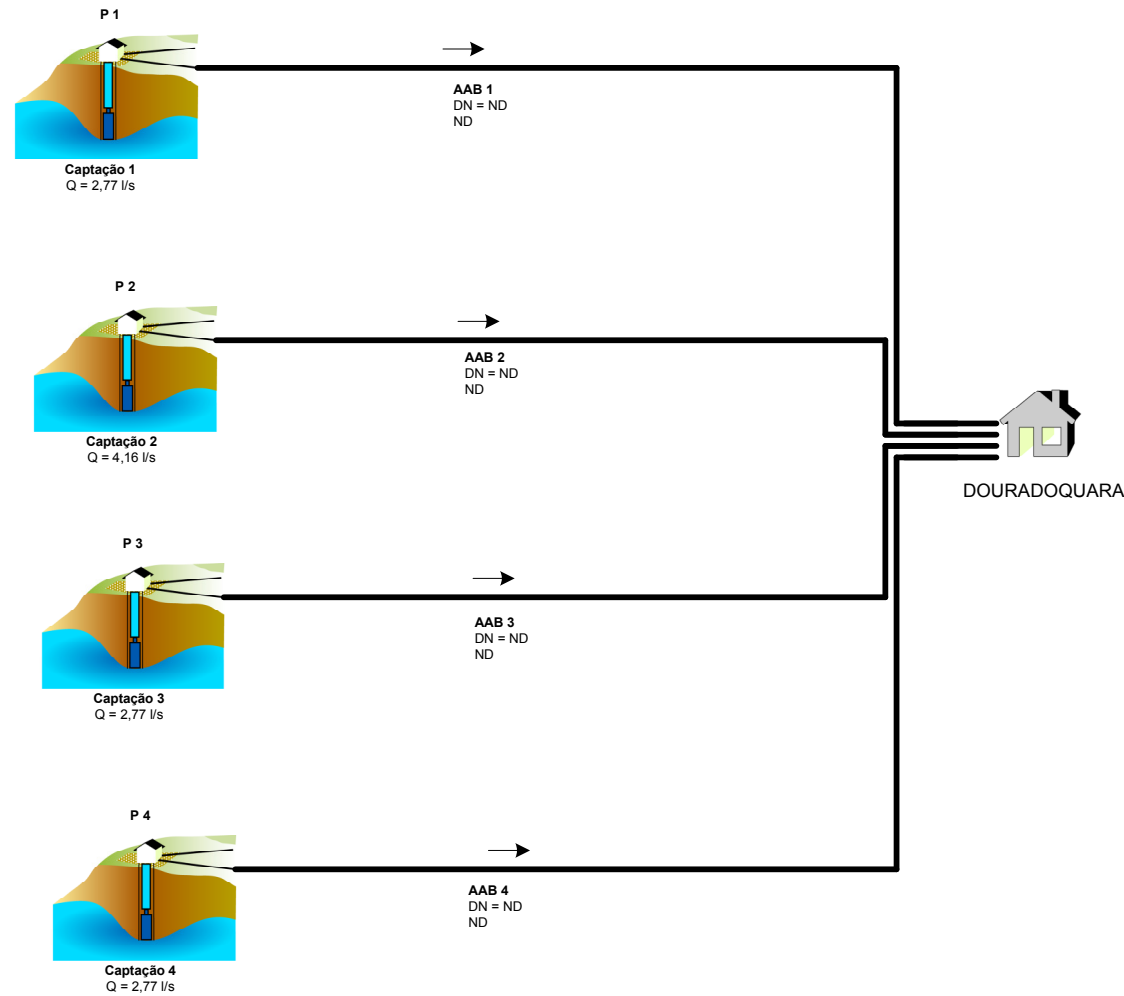 P 1
AAB 1
DN = ND
ND
Captação 1
Q = 2,77 l/s
P 2
AAB 2
DN = ND
ND
Captação 2
Q = 4,16 l/s
DOURADOQUARA
P 3
AAB 3
DN = ND
ND
Captação 3
Q = 2,77 l/s
P 4
AAB 4
DN = ND
ND
Captação 4
Q = 2,77 l/s